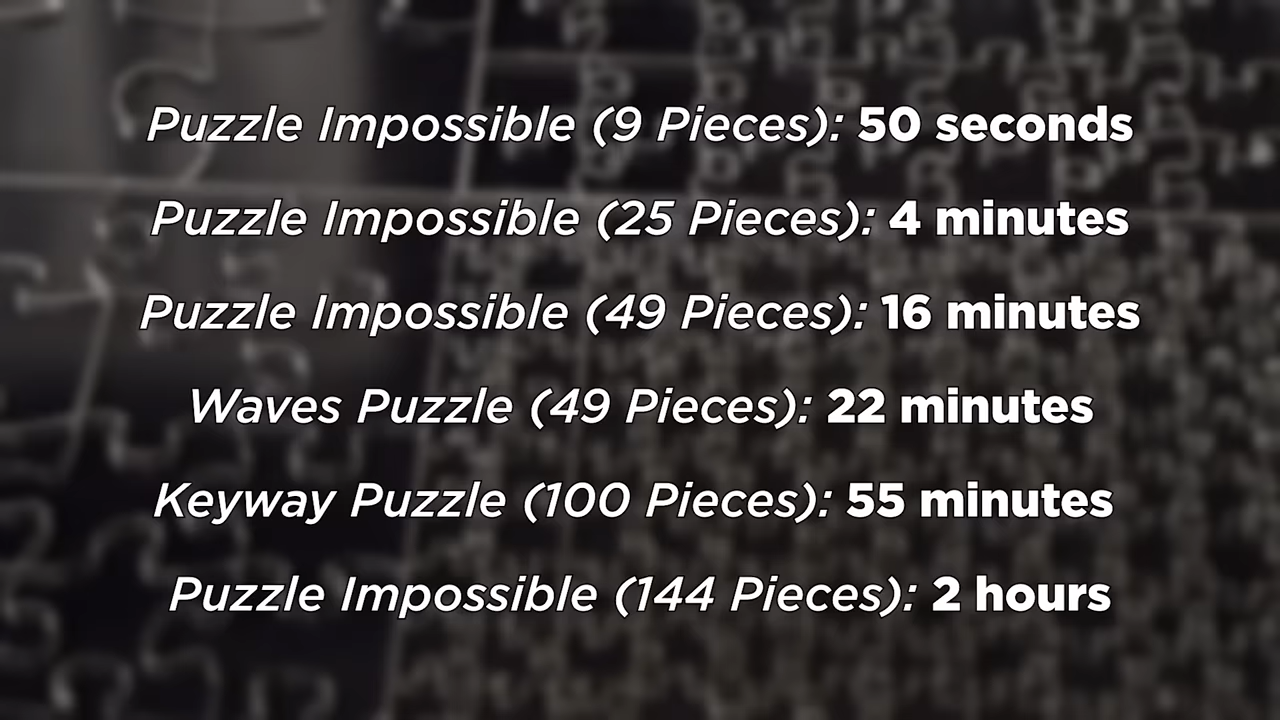 Puzzle Impossible (9 Pieces): 50 seconds
Puzzle Impossible (25 Pieces): 4 minutes
Puzzle Impossible (49 Pieces): 16 minutes
Waves Puzzle (49 Pieces): 22 minutes
Keyway Puzzle (100 Pieces): 55 minutes
Puzzle Impossible (144 Pieces): 2 hours